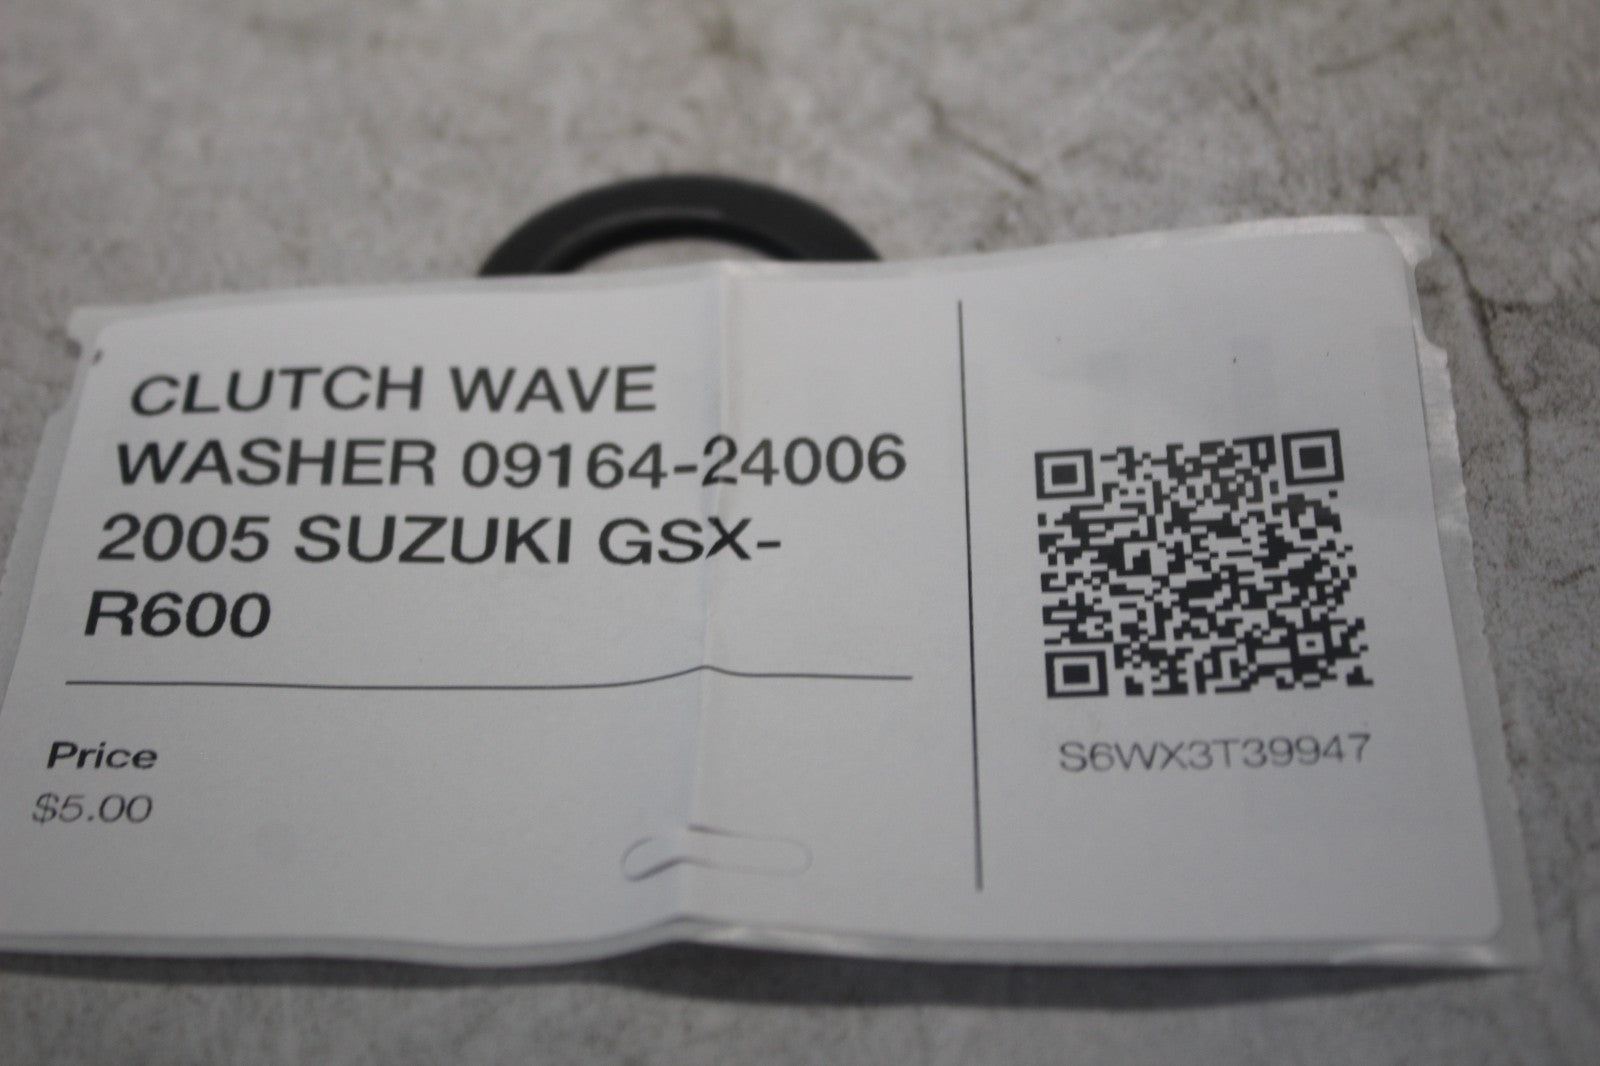 CLUTCH WAVE
WASHER 09164-24006
2005 SUZUKI GSX-
R600
Price
$5.00
S6WX3T39947